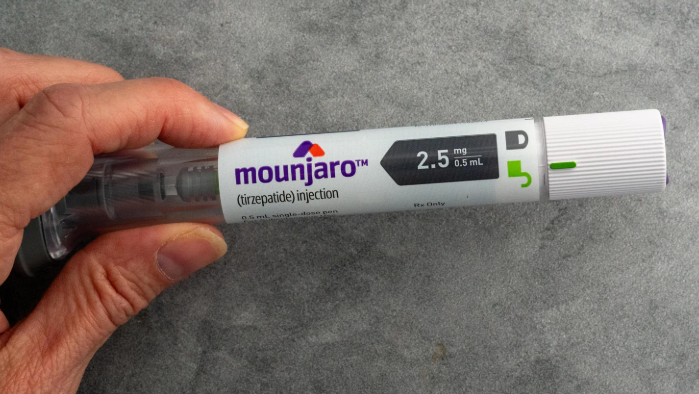 mounjaro™
(tirzepatide) injection
0.5 mL single-dose pen
2.5 mg
0.5 mL
Rx Only